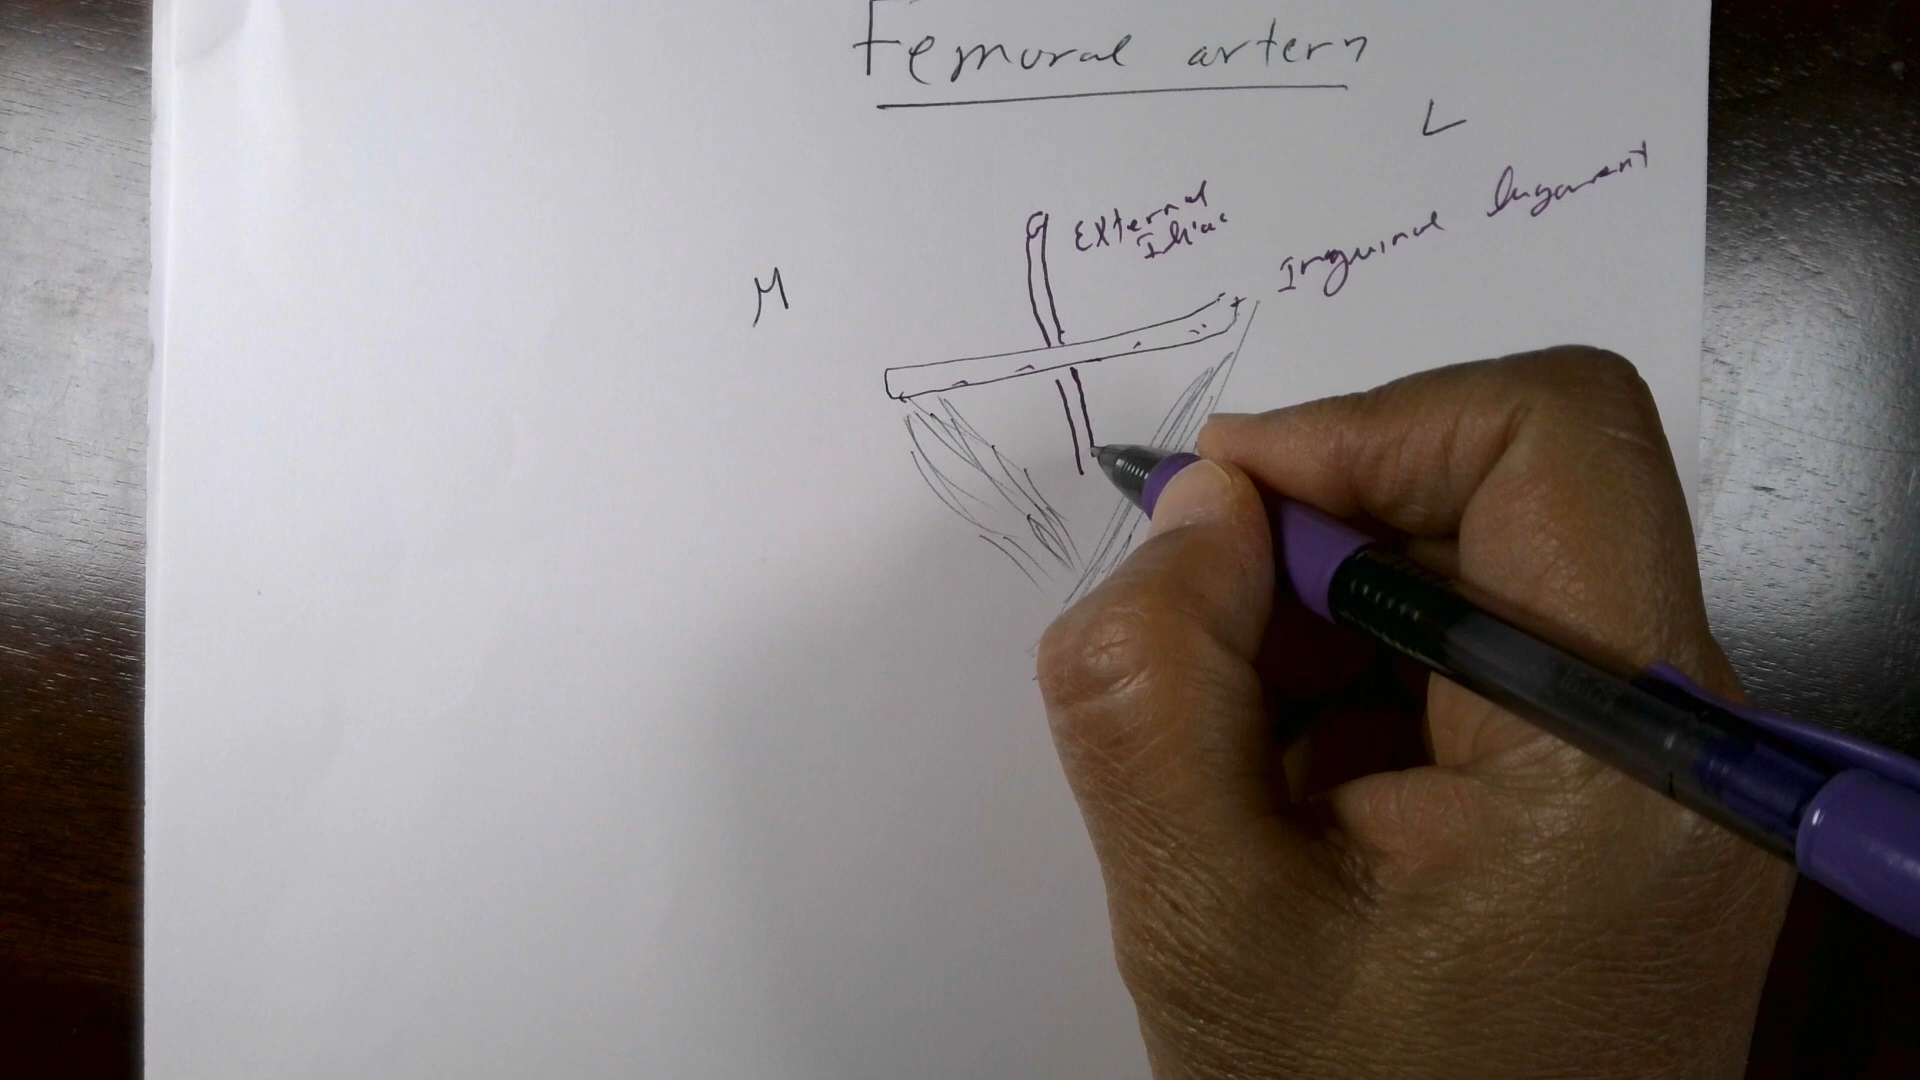 Femoral artery
L
External
Iliac
Inguinal ligament
M